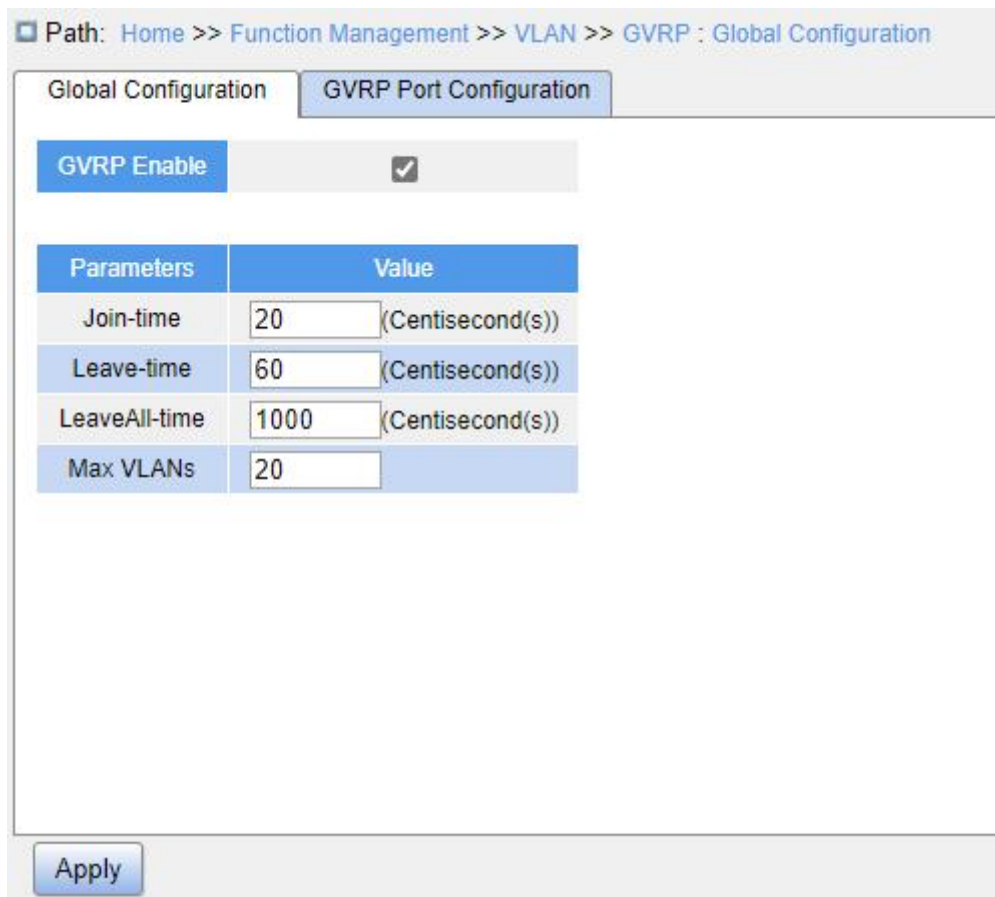 Path: Home >> Function Management >> VLAN >> GVRP : Global Configuration
Global Configuration GVRP Port Configuration
GVRP Enable
Parameters Value
Join-time 20 (Centisecond(s))
Leave-time 60 (Centisecond(s))
LeaveAll-time 1000 (Centisecond(s))
Max VLANs 20
Apply